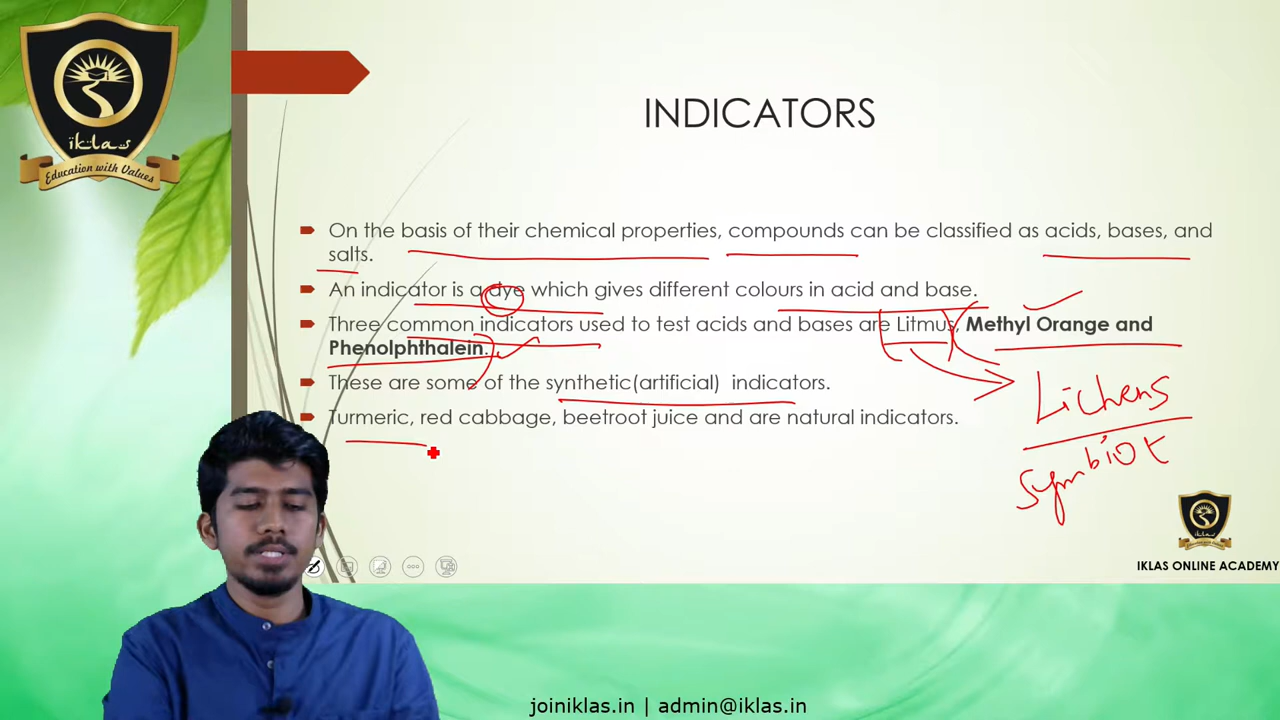 iklas
Education with Values
INDICATORS
On the basis of their chemical properties, compounds can be classified as acids, bases, and
salts.
An indicator is a dye which gives different colours in acid and base.
Three common indicators used to test acids and bases are Litmus, Methyl Orange and
Phenolphthalein.
These are some of the synthetic(artificial) indicators.
Turmeric, red cabbage, beetroot juice and are natural indicators.
Lichens
symbiot
IKLAS ONLINE ACADEMY
joiniklas.in | admin@iklas.in